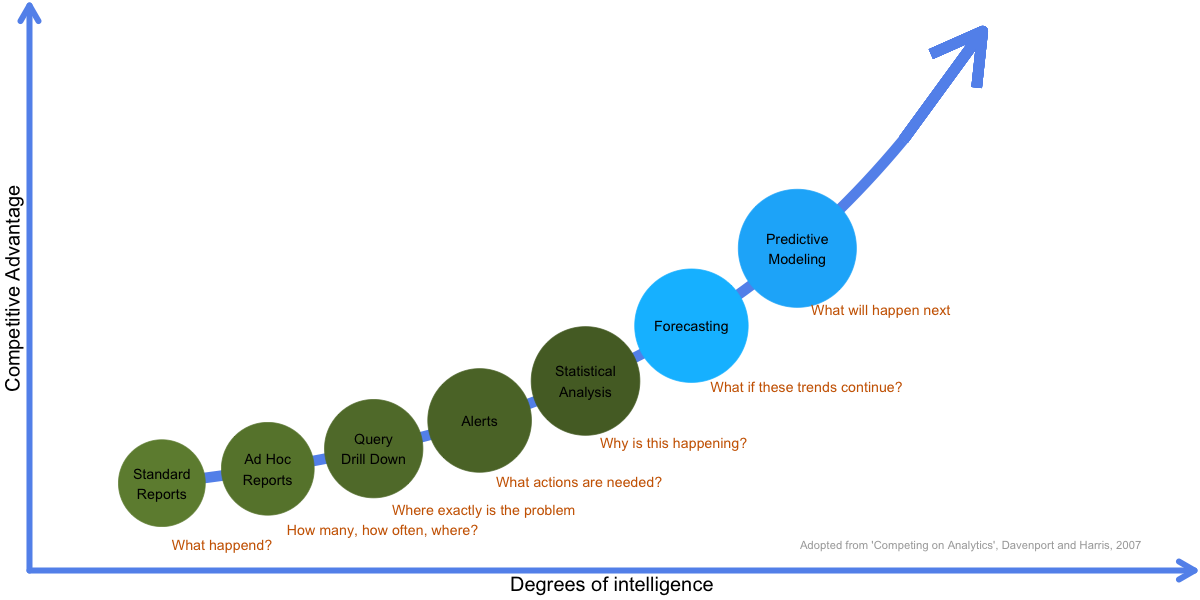 Competitive Advantage
Predictive
Modeling
What will happen next
Forecasting
What if these trends continue?
Statistical
Analysis
Why is this happening?
Alerts
What actions are needed?
Query
Drill Down
Where exactly is the problem
Ad Hoc
Reports
How many, how often, where?
Standard
Reports
What happend?
Adopted from 'Competing on Analytics', Davenport and Harris, 2007
Degrees of intelligence